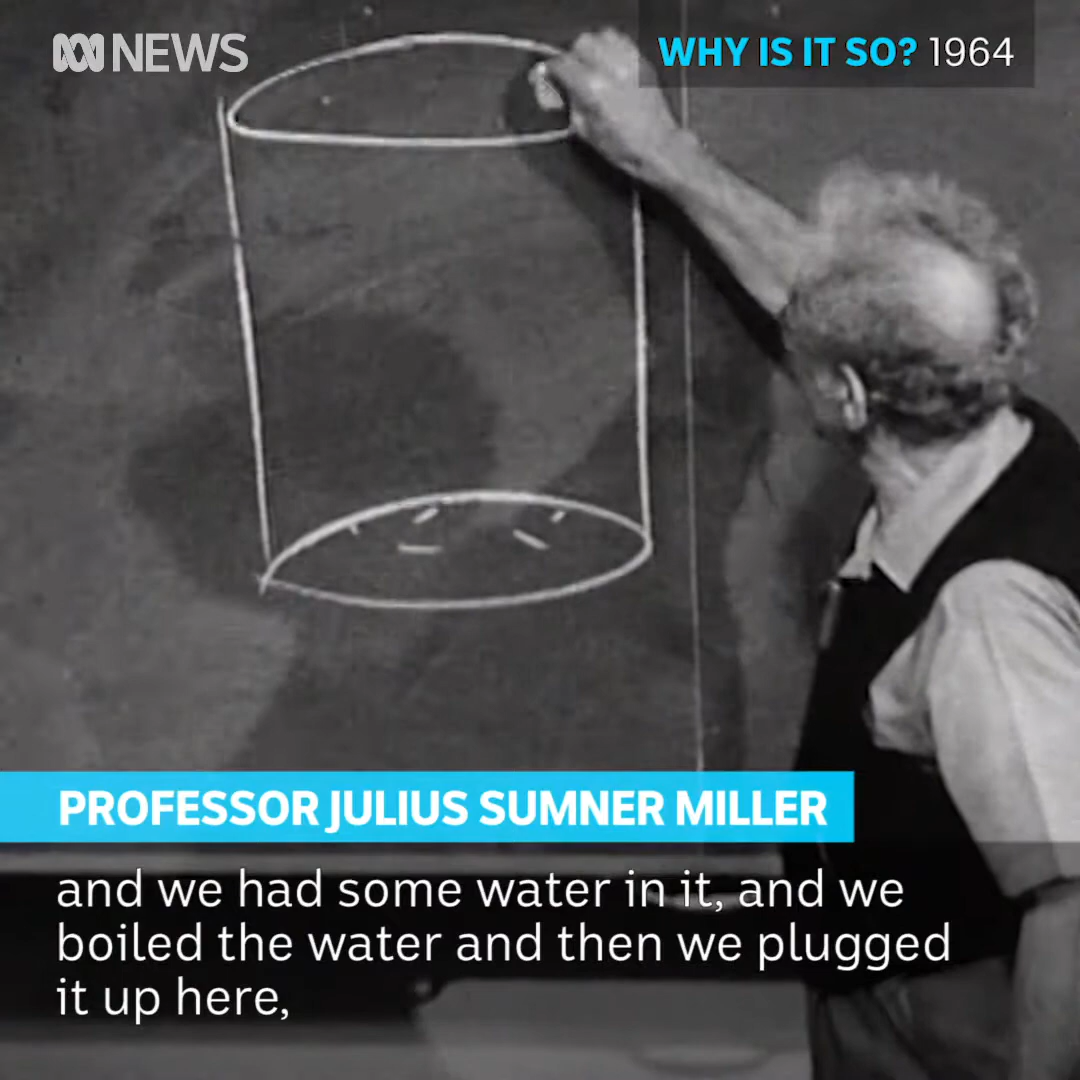 NEWS
WHY IS IT SO? 1964
PROFESSOR JULIUS SUMNER MILLER
and we had some water in it, and we
boiled the water and then we plugged
it up here,